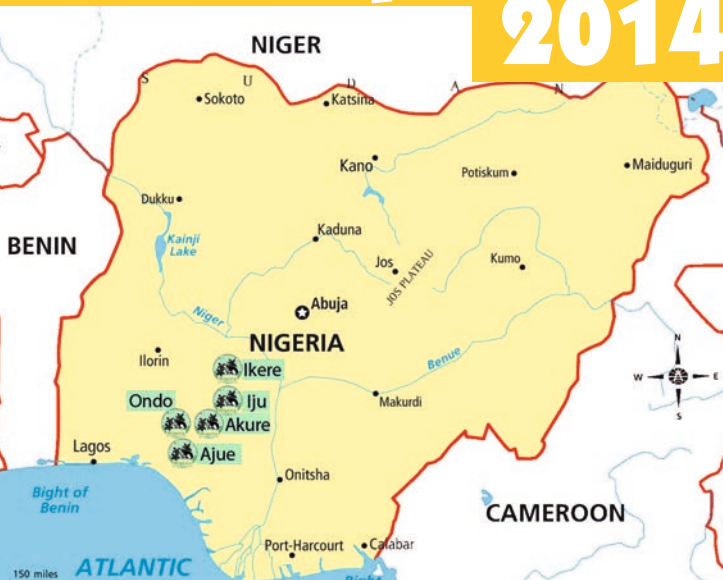 2014
NIGER
S U D A N
Sokoto
Katsina
Kano
Potiskum
Maiduguri
Dukku
Kaduna
BENIN
Kainji
Lake
Jos
JOS PLATEAU
Kumo
Abuja
Niger
NIGERIA
Ilorin
Ikere
Benue
N
W E
S
Ondo
Iju
Makurdi
Akure
Lagos
Ajue
Onitsha
Bight of
Benin
CAMEROON
Port-Harcourt
Calabar
150 miles
ATLANTIC